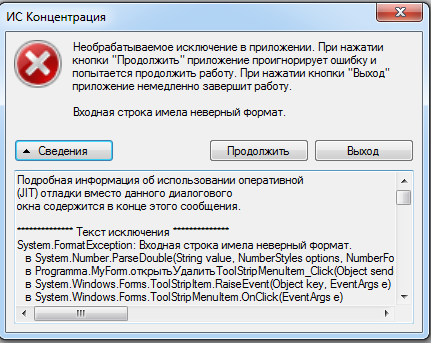 ИС Концентрация
Необрабатываемое исключение в приложении. При нажатии
кнопки "Продолжить" приложение проигнорирует ошибку и
попытается продолжить работу. При нажатии кнопки "Выход"
приложение немедленно завершит работу.
Входная строка имела неверный формат.
Сведения
Продолжить
Выход
Подробная информация об использовании оперативной
(JIT) отладки вместо данного диалогового
окна содержится в конце этого сообщения.
************** Текст исключения **************
System.FormatException: Входная строка имела неверный формат.
в System.Number.ParseDouble(String value, NumberStyles options, NumberFo
в Programma.MyForm.открытьУдалитьToolStripMenuItem_Click(Object send
в System.Windows.Forms.ToolStripItem.RaiseEvent(Object key, EventArgs e)
в System.Windows.Forms.ToolStripMenuItem.OnClick(EventArgs e)